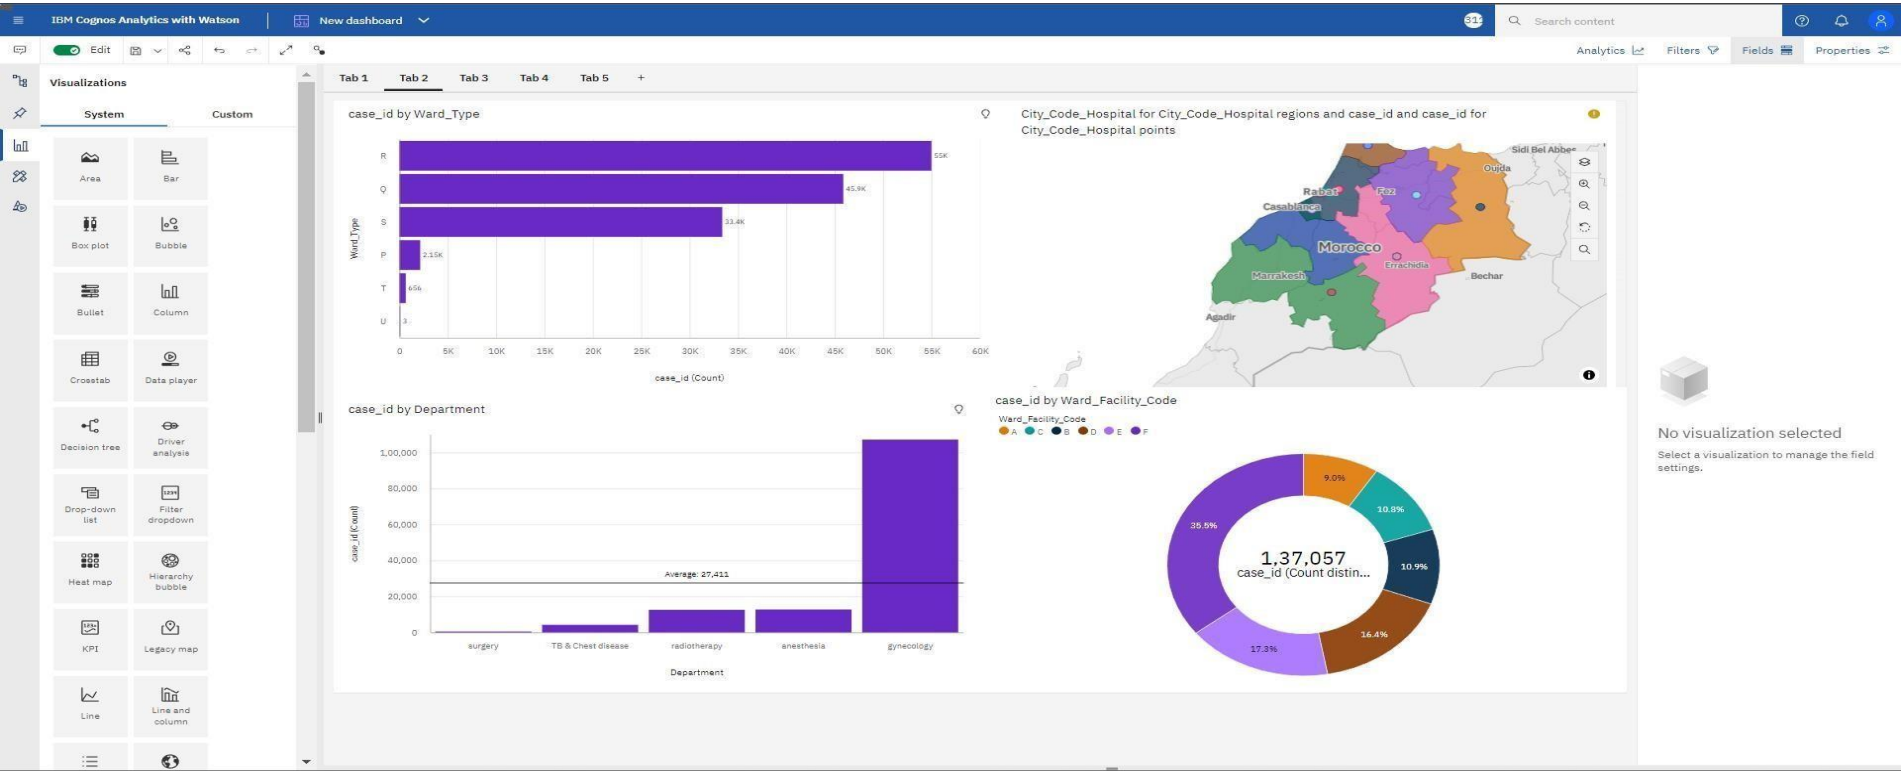 IBM Cognos Analytics with Watson
New dashboard
Search content
Edit
Analytics
Filters
Fields
Properties
Visualizations
System
Custom
Area
Bar
Box plot
Bubble
Bullet
Column
Crosstab
Data player
Decision tree
Driver
analysis
Drop-down
list
Filter
dropdown
Heat map
Hierarchy
bubble
KPI
Legacy map
Line
Line and
column
Tab 1
Tab 2
Tab 3
Tab 4
Tab 5
+
case_id by Ward_Type
Ward_Type
R
55K
Q
45.9K
S
33.4K
P
2.15K
T
656
U
3
0
5K
10K
15K
20K
25K
30K
35K
40K
45K
50K
55K
60K
case_id (Count)
City_Code_Hospital for City_Code_Hospital regions and case_id and case_id for
City_Code_Hospital points
Sidi Bel Abbes
Oujda
Rabat
Fez
Casablanca
Morocco
Errachidia
Marrakesh
Bechar
Agadir
case_id by Department
case_id (Count)
1,00,000
80,000
60,000
40,000
20,000
0
Average: 27,411
surgery
TB & Chest disease
radiotherapy
anesthesia
gynecology
Department
case_id by Ward_Facility_Code
Ward_Facility_Code
A
C
B
D
E
F
9.0%
10.8%
10.9%
16.4%
17.3%
35.5%
1,37,057
case_id (Count distin...
No visualization selected
Select a visualization to manage the field
settings.